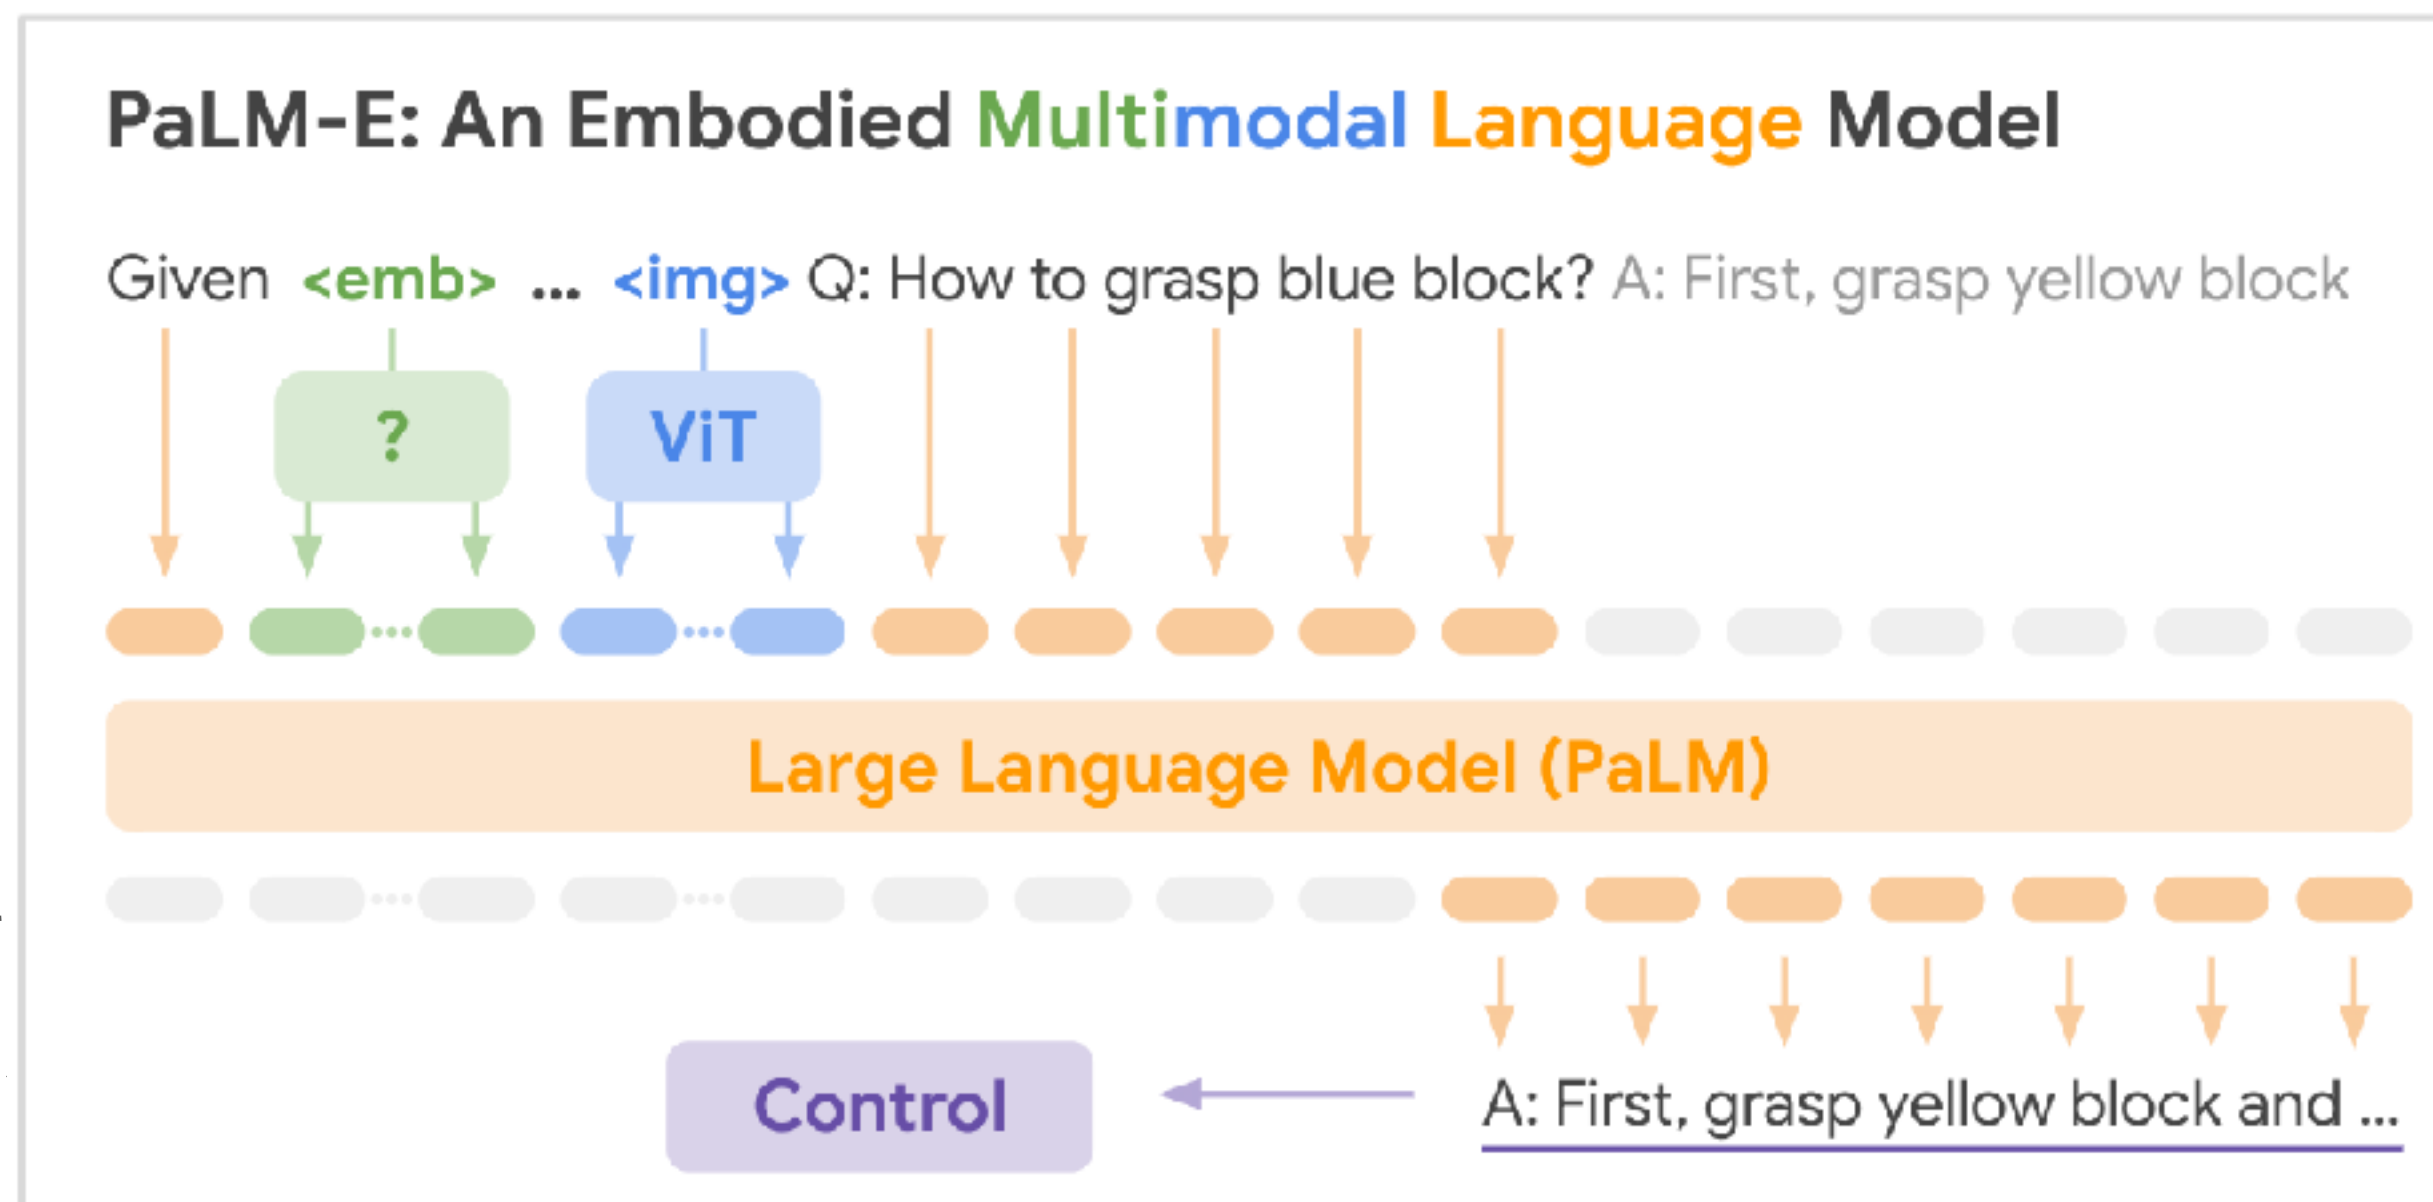 PaLM-E: An Embodied Multimodal Language Model
Given <emb> ... <img> Q: How to grasp blue block? A: First, grasp yellow block
? ViT
Large Language Model (PaLM)
Control A: First, grasp yellow block and ...